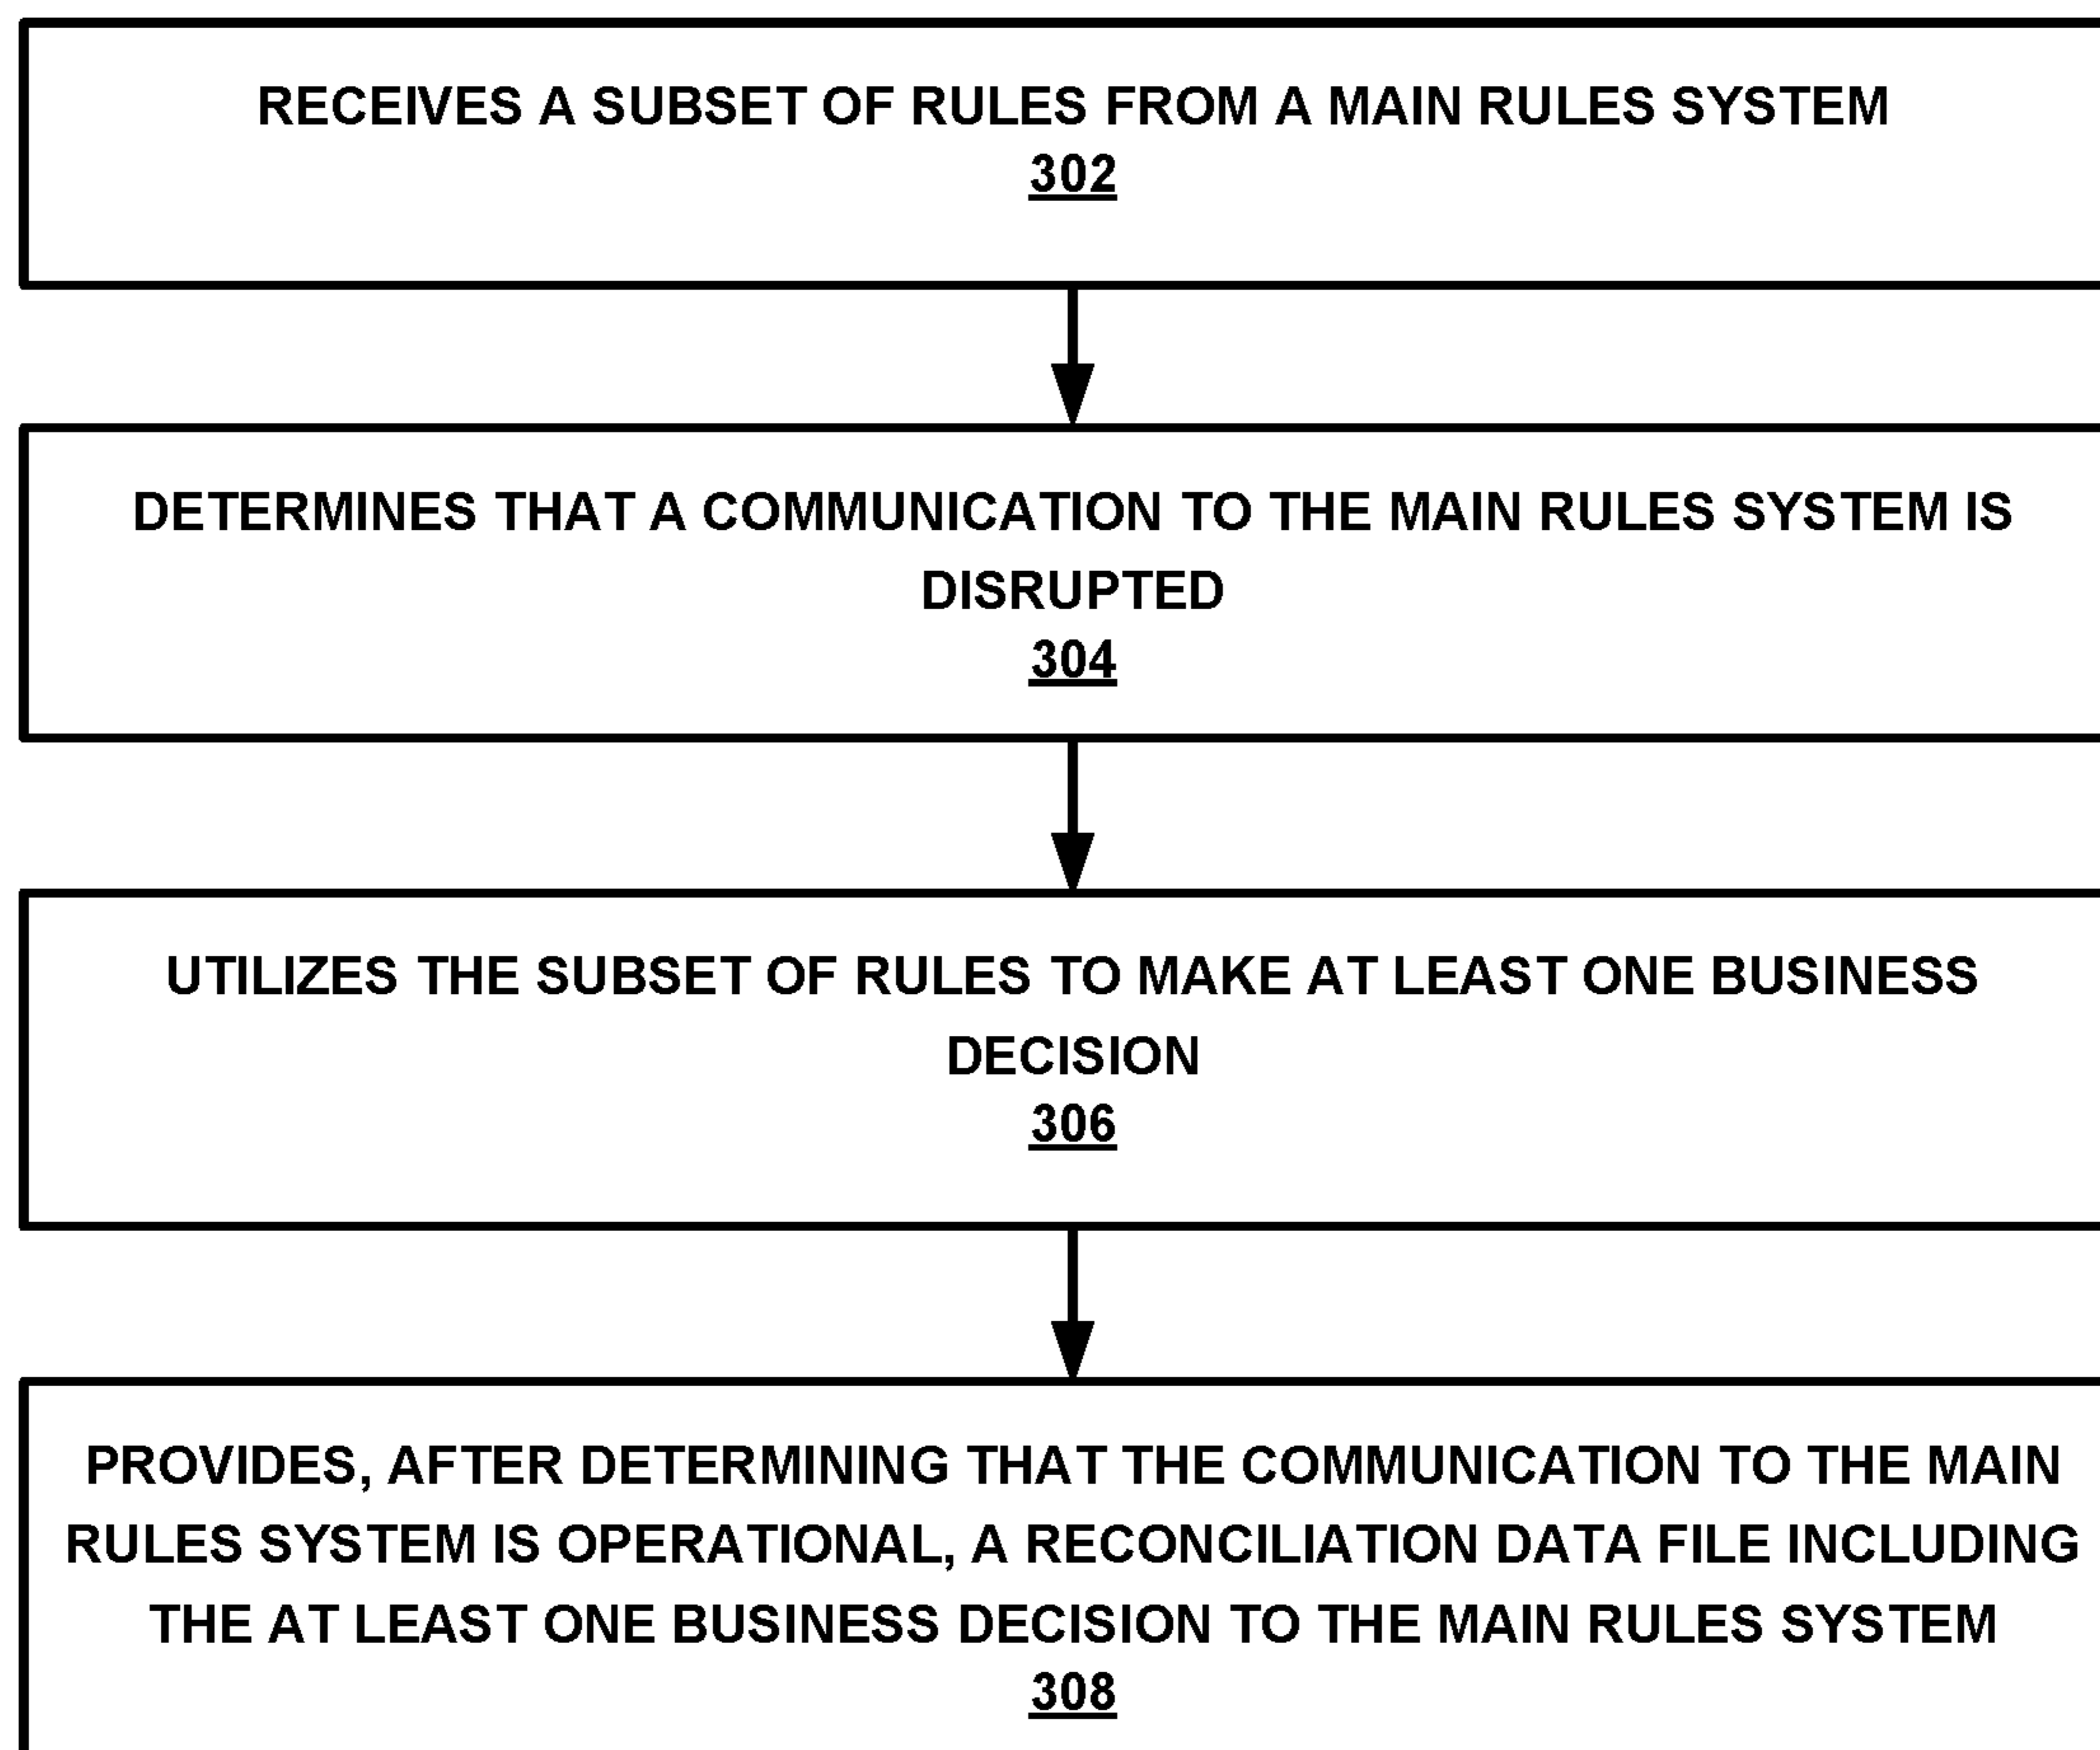 RECEIVES A SUBSET OF RULES FROM A MAIN RULES SYSTEM
302
DETERMINES THAT A COMMUNICATION TO THE MAIN RULES SYSTEM IS
DISRUPTED
304
UTILIZES THE SUBSET OF RULES TO MAKE AT LEAST ONE BUSINESS
DECISION
306
PROVIDES, AFTER DETERMINING THAT THE COMMUNICATION TO THE MAIN
RULES SYSTEM IS OPERATIONAL, A RECONCILIATION DATA FILE INCLUDING
THE AT LEAST ONE BUSINESS DECISION TO THE MAIN RULES SYSTEM
308